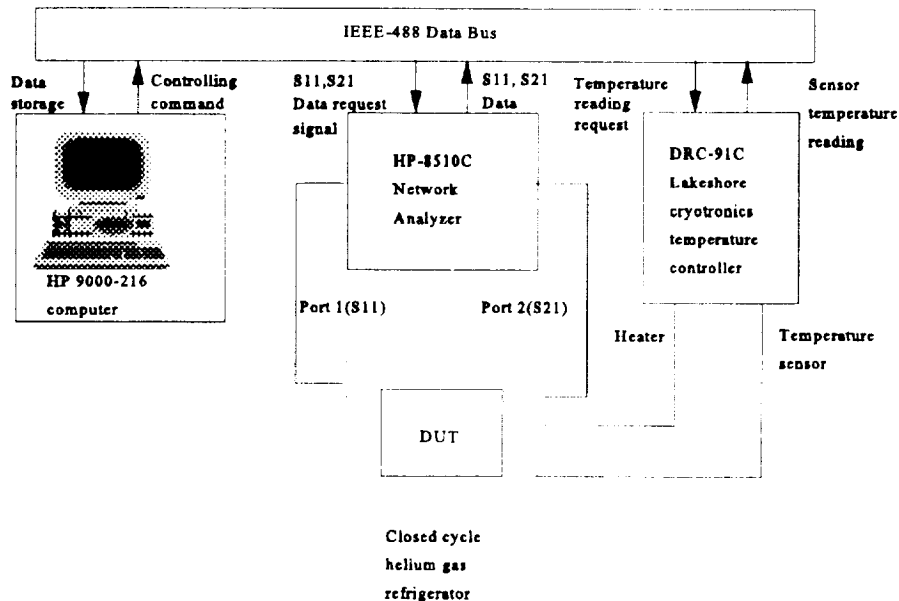 IEEE-488 Data Bus
Data
storage
Controlling
command
S11,S21
Data request
signal
S11, S21
Data
Temperature
reading
request
Sensor
temperature
reading
HP 9000-216
computer
HP-8510C
Network
Analyzer
DRC-91C
Lakeshore
cryotronics
temperature
controller
Port 1(S11)
Port 2(S21)
Heater
Temperature
sensor
DUT
Closed cycle
helium gas
refrigerator